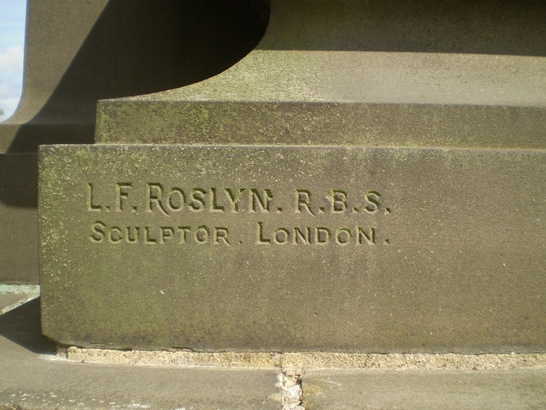 L.F. ROSLYN. R.B.S.
SCULPTOR. LONDON.